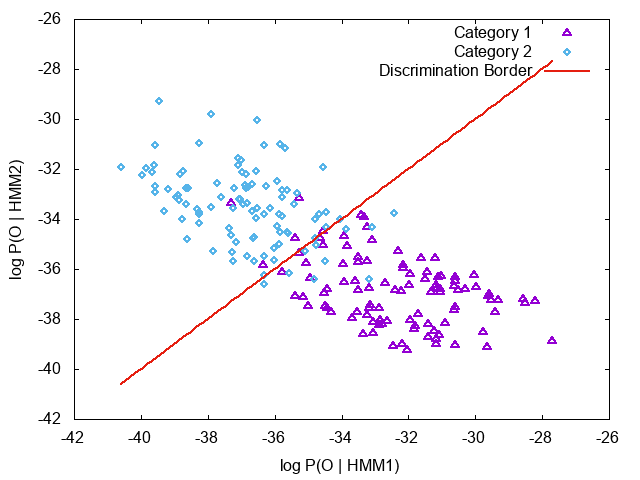 -26
Category 1
Category 2
Discrimination Border
-28
-30
-32
-34
-36
-38
-40
-42
log P(O | HMM2)
-42 -40 -38 -36 -34 -32 -30 -28 -26
log P(O | HMM1)